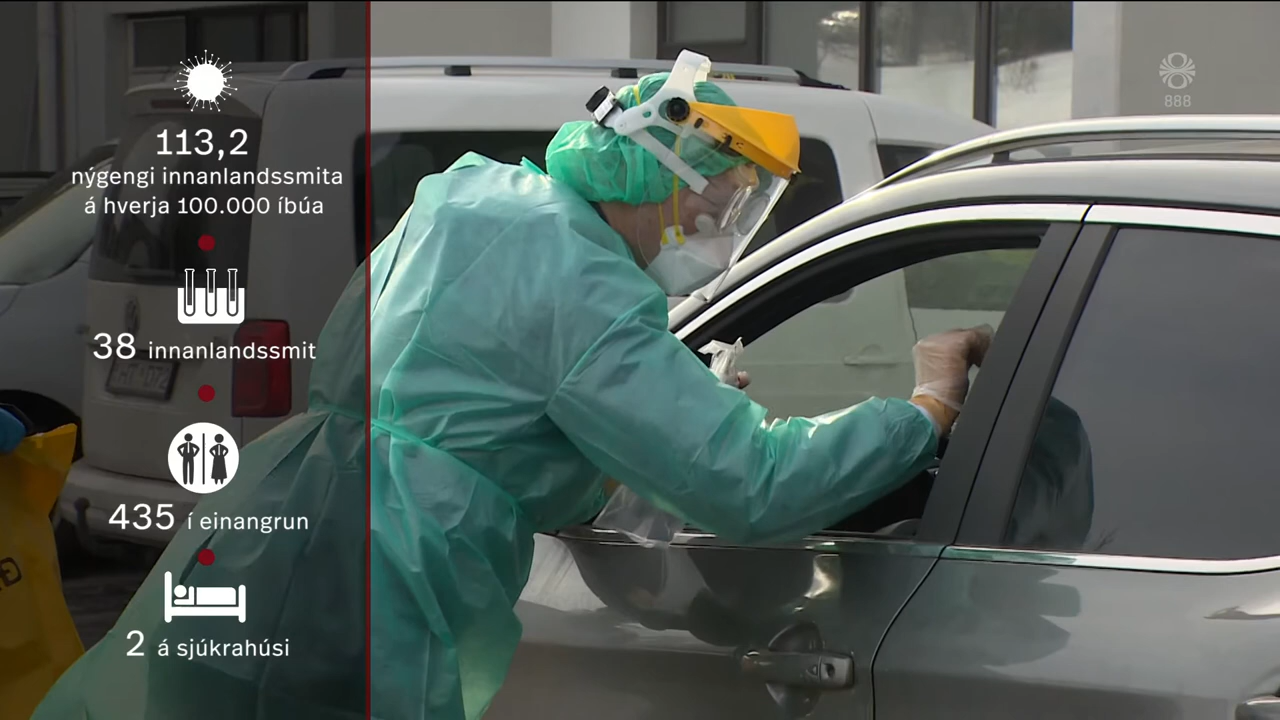 113,2
nýgengi innanlandssmita
á hverja 100.000 íbúa
38 innanlandssmit
435 í einangrun
2 á sjúkrahúsi
888